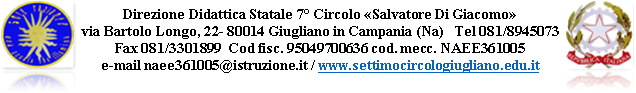 Direzione Didattica Statale 7° Circolo «Salvatore Di Giacomo»
via Bartolo Longo, 22- 80014 Giugliano in Campania (Na) Tel 081/8945073
Fax 081/3301899 Cod fisc. 95049700636 cod. mecc. NAEE361005
e-mail naee361005@istruzione.it / www.settimocircologiugliano.edu.it